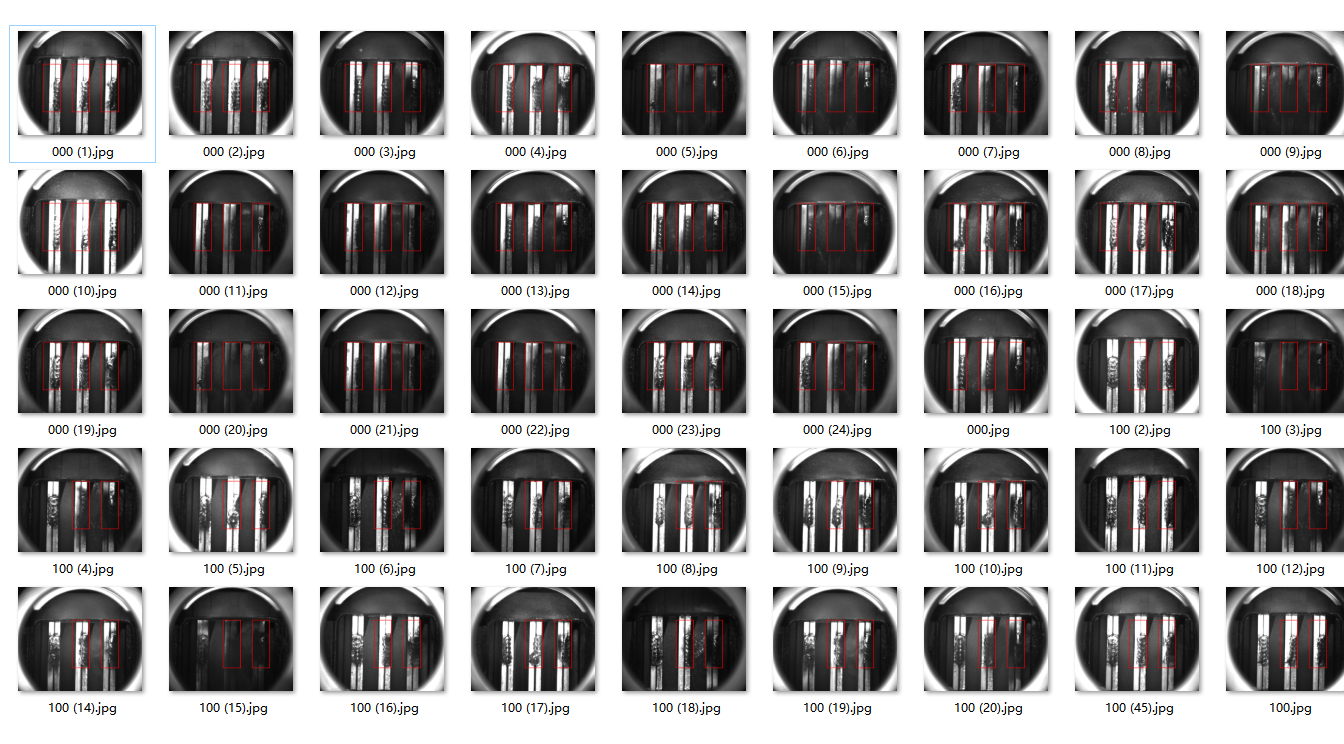 000 (1).jpg 000 (2).jpg 000 (3).jpg 000 (4).jpg 000 (5).jpg 000 (6).jpg 000 (7).jpg 000 (8).jpg 000 (9).jpg
000 (10).jpg 000 (11).jpg 000 (12).jpg 000 (13).jpg 000 (14).jpg 000 (15).jpg 000 (16).jpg 000 (17).jpg 000 (18).jpg
000 (19).jpg 000 (20).jpg 000 (21).jpg 000 (22).jpg 000 (23).jpg 000 (24).jpg 000.jpg 100 (2).jpg 100 (3).jpg
100 (4).jpg 100 (5).jpg 100 (6).jpg 100 (7).jpg 100 (8).jpg 100 (9).jpg 100 (10).jpg 100 (11).jpg 100 (12).jpg
100 (14).jpg 100 (15).jpg 100 (16).jpg 100 (17).jpg 100 (18).jpg 100 (19).jpg 100 (20).jpg 100 (45).jpg 100.jpg